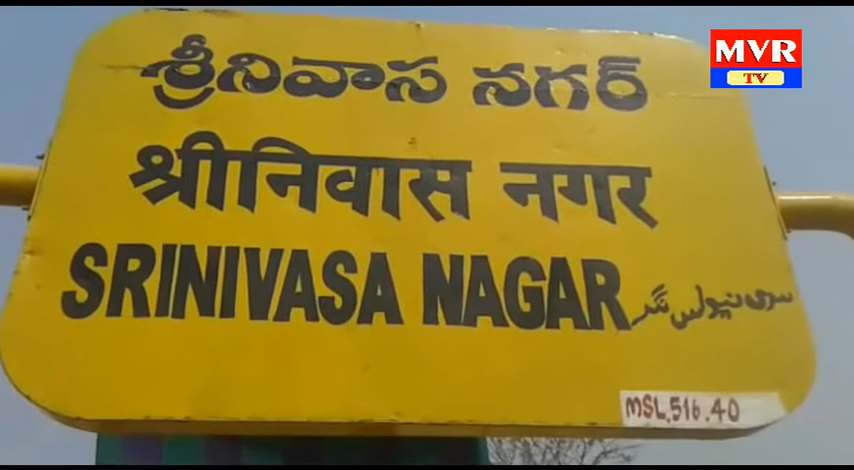 MVR
TV
శ్రీనివాస నగర్
श्रीनिवास नगर
SRINIVASA NAGAR سری نیواس نگر
MSL.516.40